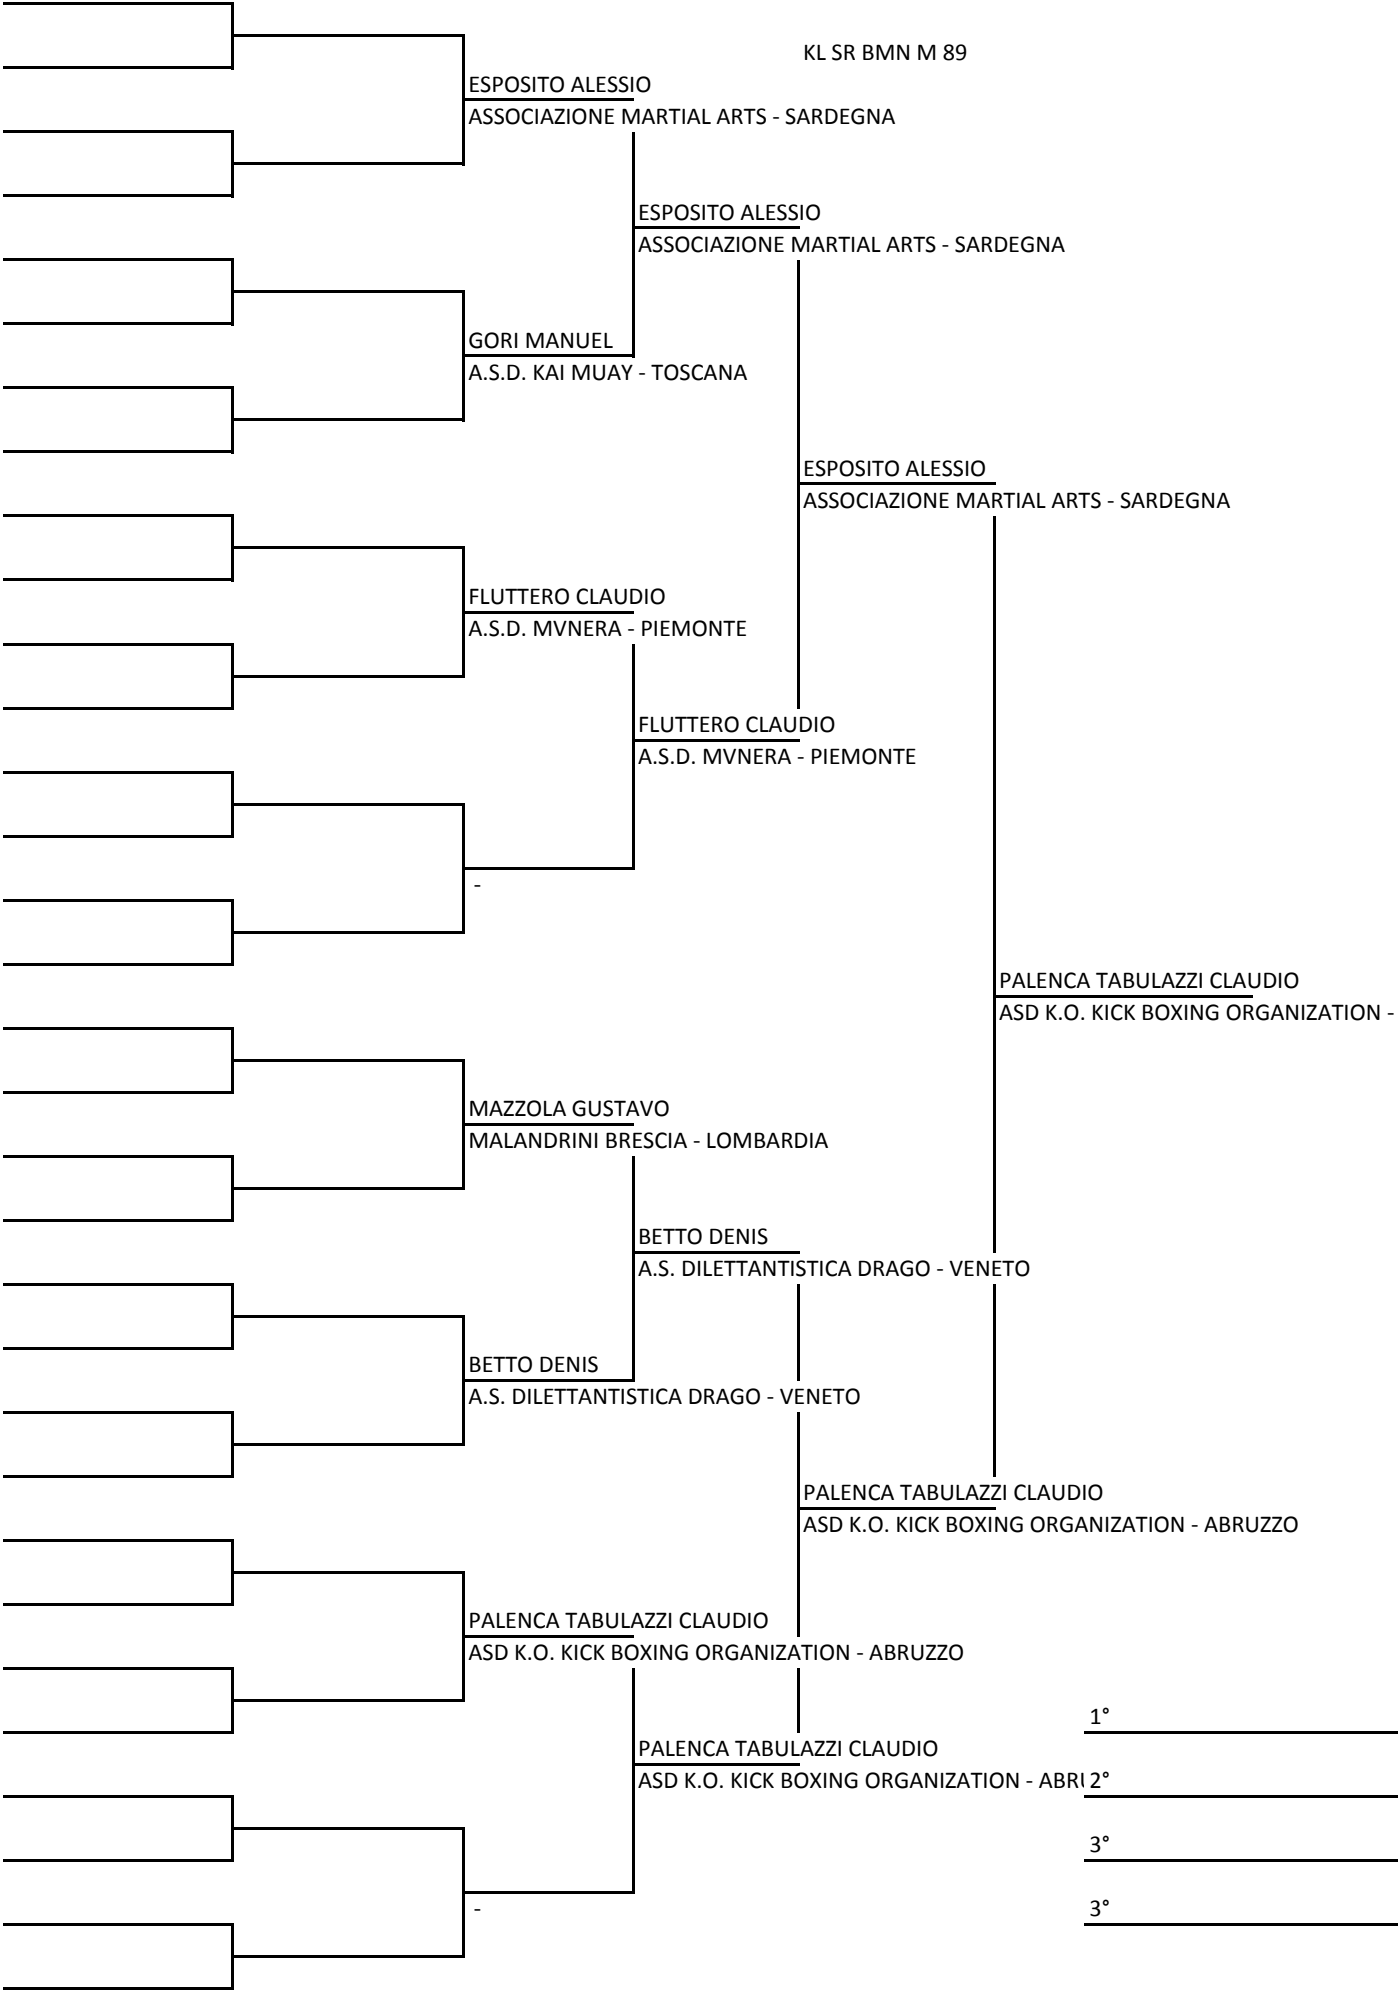 KL SR BMN M 89
ESPOSITO ALESSIO
ASSOCIAZIONE MARTIAL ARTS - SARDEGNA
ESPOSITO ALESSIO
ASSOCIAZIONE MARTIAL ARTS - SARDEGNA
GORI MANUEL
A.S.D. KAI MUAY - TOSCANA
ESPOSITO ALESSIO
ASSOCIAZIONE MARTIAL ARTS - SARDEGNA
FLUTTERO CLAUDIO
A.S.D. MVNERA - PIEMONTE
FLUTTERO CLAUDIO
A.S.D. MVNERA - PIEMONTE
-
PALENCA TABULAZZI CLAUDIO
ASD K.O. KICK BOXING ORGANIZATION -
MAZZOLA GUSTAVO
MALANDRINI BRESCIA - LOMBARDIA
BETTO DENIS
A.S. DILETTANTISTICA DRAGO - VENETO
BETTO DENIS
A.S. DILETTANTISTICA DRAGO - VENETO
PALENCA TABULAZZI CLAUDIO
ASD K.O. KICK BOXING ORGANIZATION - ABRUZZO
PALENCA TABULAZZI CLAUDIO
ASD K.O. KICK BOXING ORGANIZATION - ABRUZZO
1°
PALENCA TABULAZZI CLAUDIO
ASD K.O. KICK BOXING ORGANIZATION - ABRU
2°
3°
-
3°